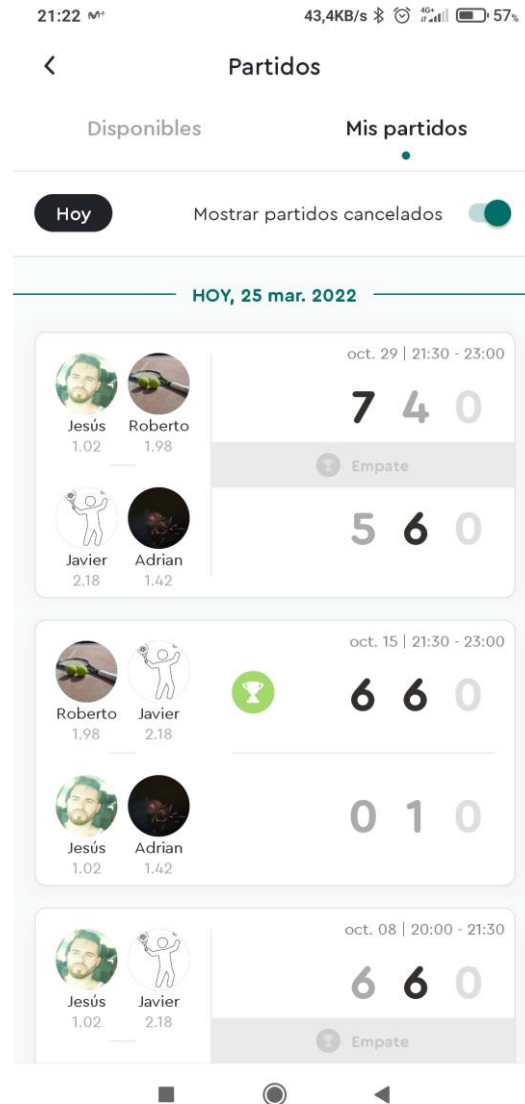 21:22 M+ 43,4KB/s 4G+ 57%
Partidos
Disponibles Mis partidos
Hoy Mostrar partidos cancelados
HOY, 25 mar. 2022
oct. 29 | 21:30 - 23:00
Jesús Roberto 7 4 0
1.02 1.98
Empate
Javier Adrian 5 6 0
2.18 1.42
oct. 15 | 21:30 - 23:00
Roberto Javier 6 6 0
1.98 2.18
Jesús Adrian 0 1 0
1.02 1.42
oct. 08 | 20:00 - 21:30
Jesús Javier 6 6 0
1.02 2.18
Empate